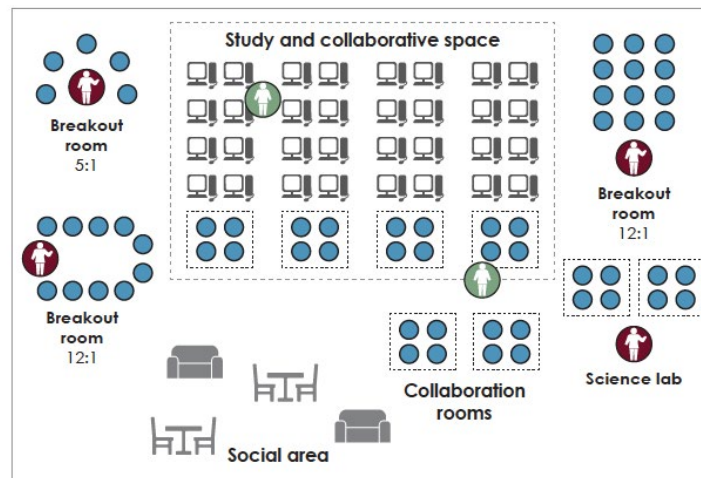 Study and collaborative space
Breakout
room
5:1
Breakout
room
12:1
Breakout
room
12:1
Science lab
Collaboration
rooms
Social area